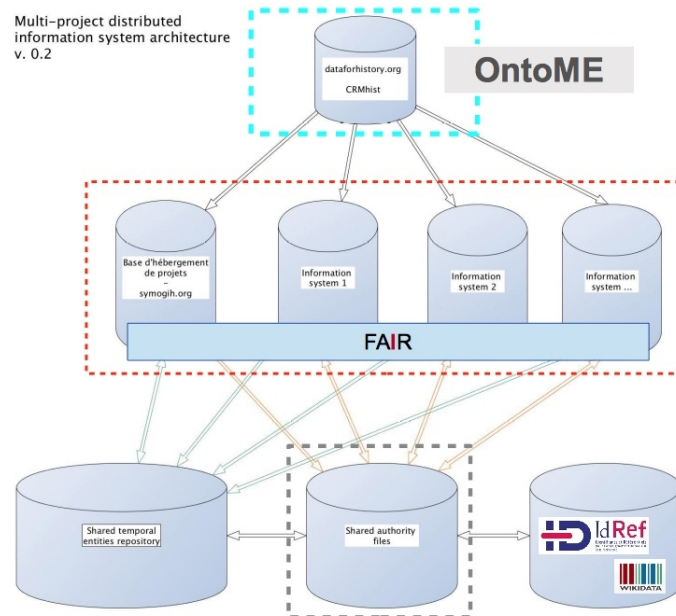 Multi-project distributed
information system architecture
v. 0.2
dataforhistory.org
CRMhist
OntoME
Base d'hébergement
de projets
–
symogih.org
Information
system 1
Information
system 2
Information
system ...
FAIR
Shared temporal
entities repository
Shared authority
files
IdRef
WIKIDATA